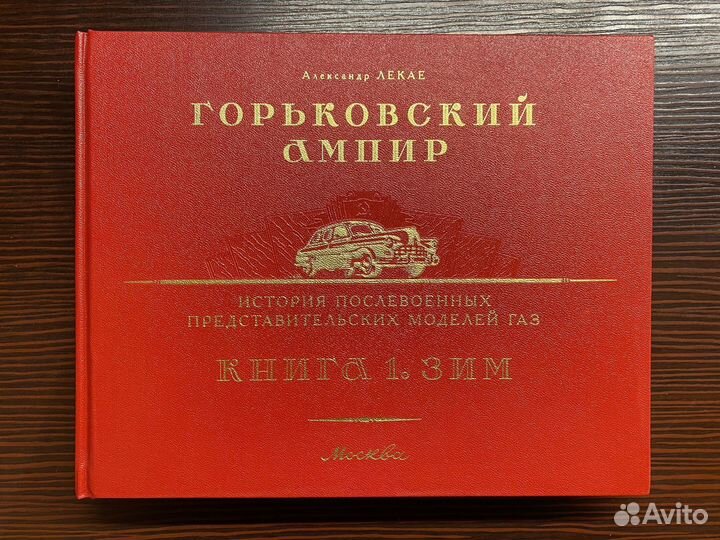 Александр ЛЕКАЕ
ГОРЬКОВСКИЙ
АМПИР
ИСТОРИЯ ПОСЛЕВОЕННЫХ
ПРЕДСТАВИТЕЛЬСКИХ МОДЕЛЕЙ ГАЗ
КНИГА 1. ЗИМ
Москва
Avito